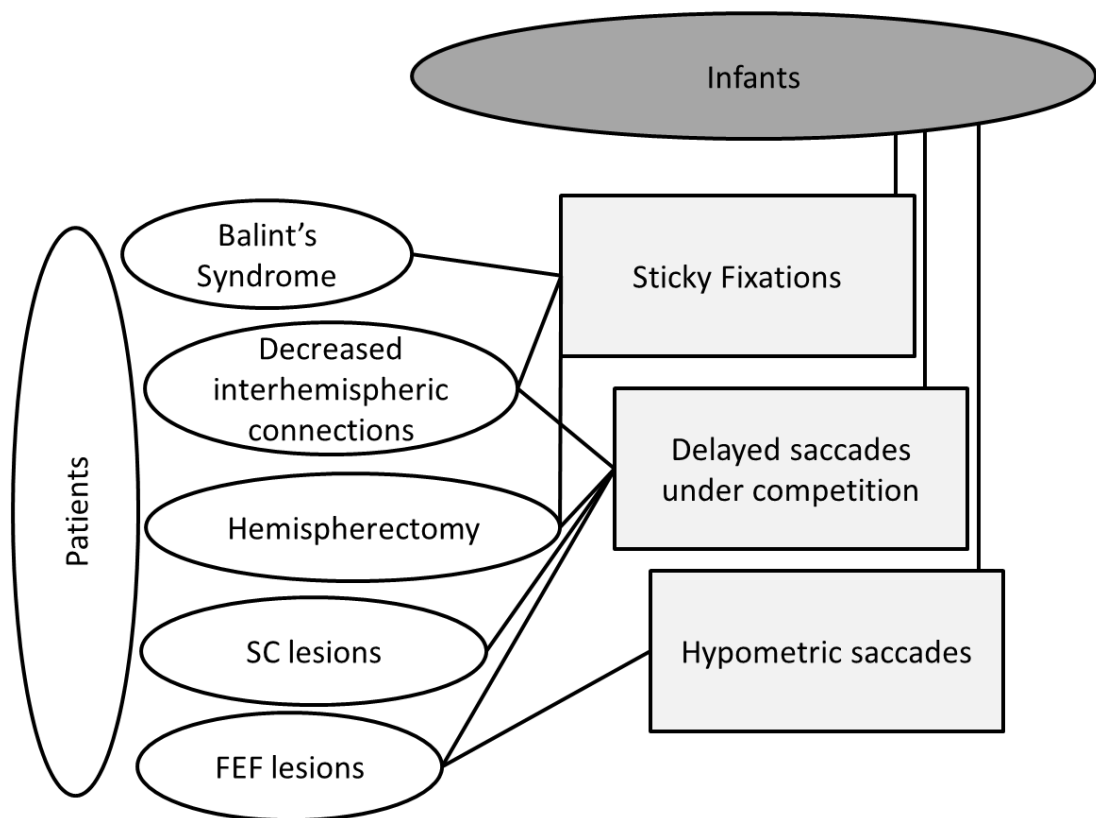 Infants
Balint’s
Syndrome
Sticky Fixations
Decreased
interhemispheric
connections
Delayed saccades
under competition
Patients
Hemispherectomy
SC lesions
Hypometric saccades
FEF lesions